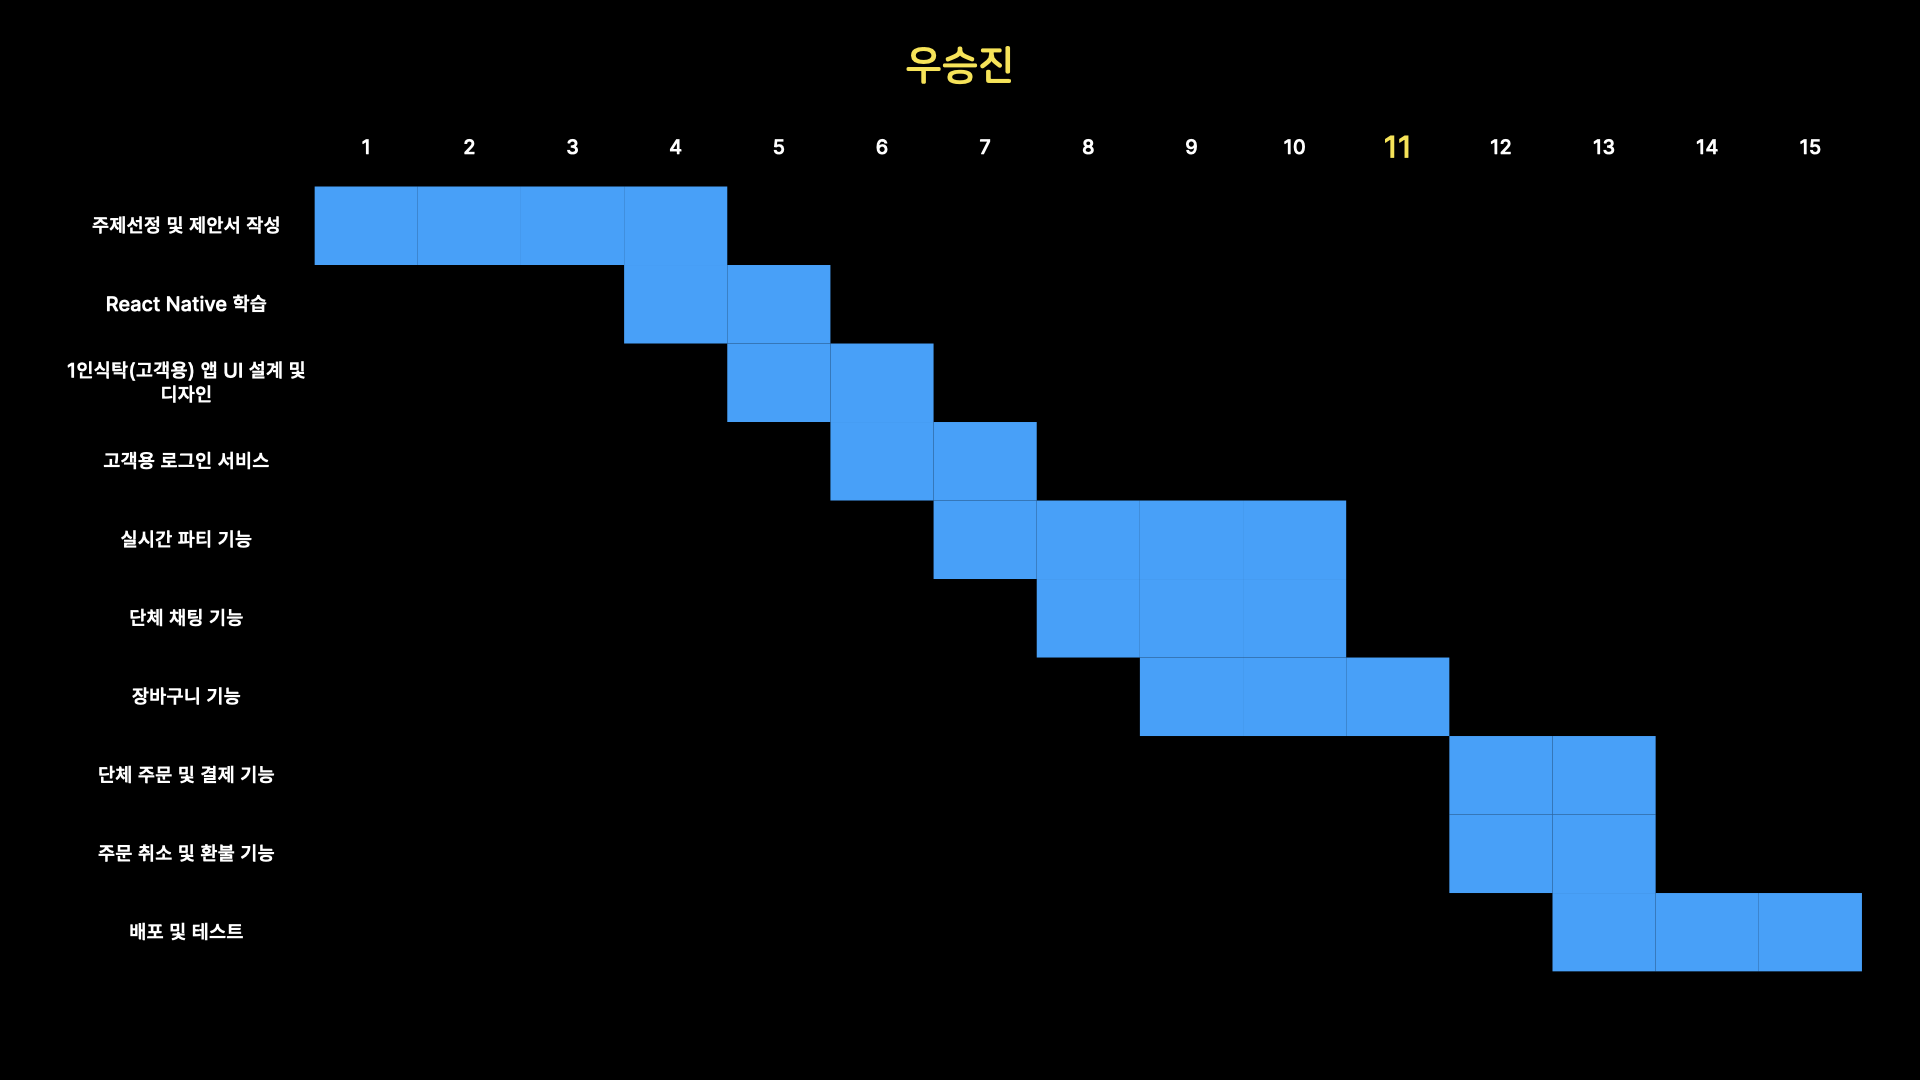 우승진
1 2 3 4 5 6 7 8 9 10 11 12 13 14 15
주제선정 및 제안서 작성
React Native 학습
1인식탁(고객용) 앱 UI 설계 및
디자인
고객용 로그인 서비스
실시간 파티 기능
단체 채팅 기능
장바구니 기능
단체 주문 및 결제 기능
주문 취소 및 환불 기능
배포 및 테스트